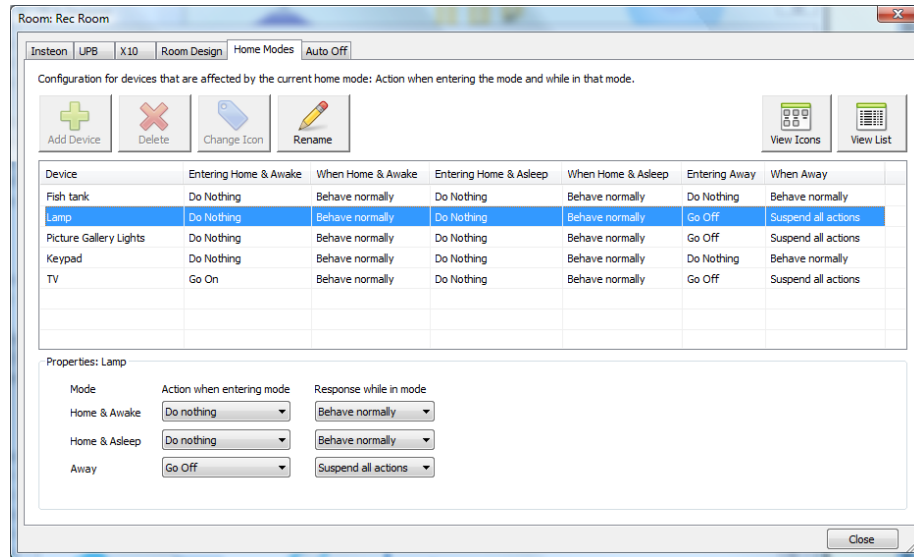 Room: Rec Room
Insteon UPB X10 Room Design Home Modes Auto Off
Configuration for devices that are affected by the current home mode: Action when entering the mode and while in that mode.
Add Device Delete Change Icon Rename View Icons View List
Device Entering Home & Awake When Home & Awake Entering Home & Asleep When Home & Asleep Entering Away When Away
Fish tank Do Nothing Behave normally Do Nothing Behave normally Do Nothing Behave normally
Lamp Do Nothing Behave normally Do Nothing Behave normally Go Off Suspend all actions
Picture Gallery Lights Do Nothing Behave normally Do Nothing Behave normally Go Off Suspend all actions
Keypad Do Nothing Behave normally Do Nothing Behave normally Do Nothing Behave normally
TV Go On Behave normally Do Nothing Behave normally Go Off Suspend all actions
Properties: Lamp
Mode Action when entering mode Response while in mode
Home & Awake Do nothing Behave normally
Home & Asleep Do nothing Behave normally
Away Go Off Suspend all actions
Close